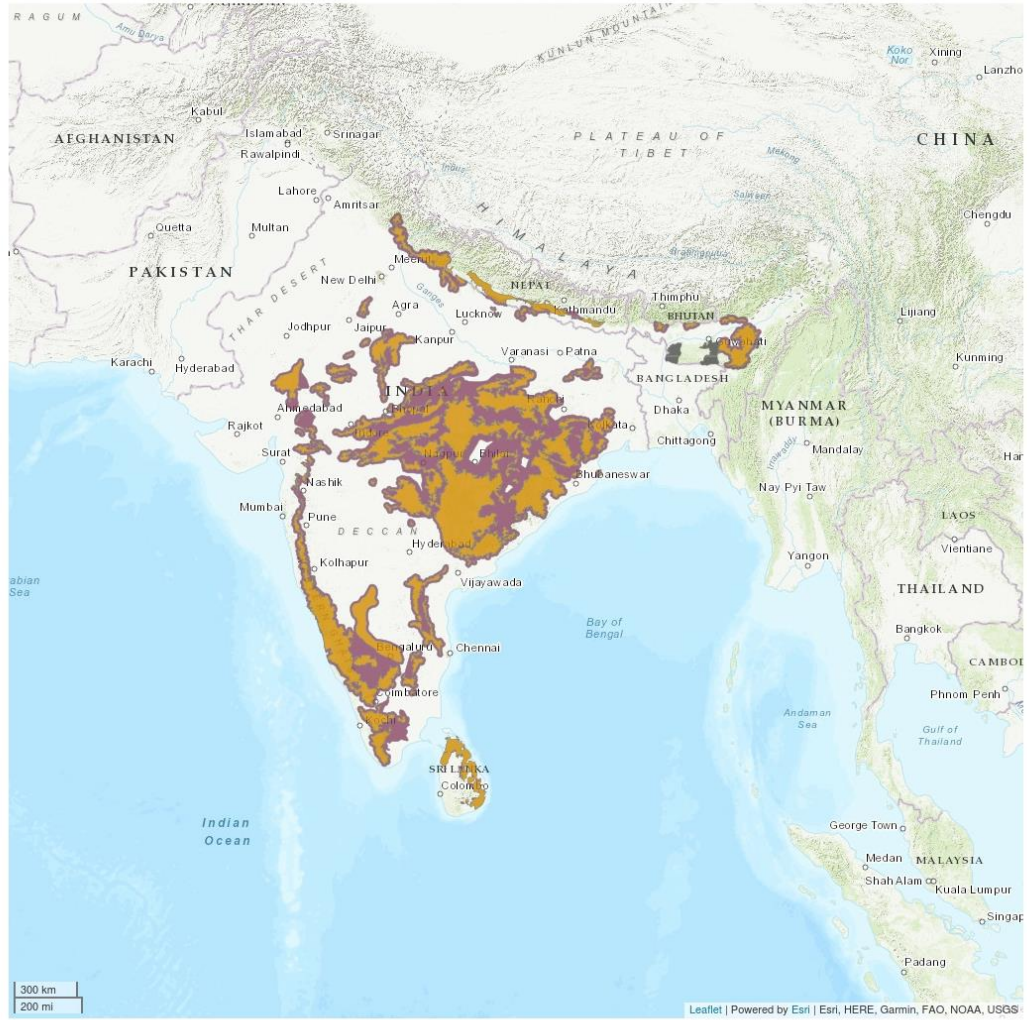 RAGUM
Amu Darya
KUNLUN MOUNTAIN
Koko
Nor
Xining
Lanzho
Kabul
AFGHANISTAN
Islamabad
Srinagar
Rawalpindi
PLATEAU OF
TIBET
CHINA
Mekong
Indus
Salween
Lahore
Amritsar
Chengdu
Quetta
Multan
HIMALAYA
PAKISTAN
Meerut
Brahmaputra
New Delhi
THAR DESERT
NEPAL
Thimphu
Ganges
Kathmandu
BHUTAN
Lijiang
Agra
Lucknow
Jodhpur
Jaipur
Kanpur
Guwahati
Karachi
Hyderabad
Varanasi
Patna
Kunming
INDIA
BANGLADESH
Ahmedabad
Bhopal
Ranchi
Dhaka
MYANMAR
(BURMA)
Rajkot
Indore
Kolkata
Chittagong
Surat
Nagpur
Bhilai
Irrawaddy
Mandalay
Har
Nashik
Bhubaneswar
Nay Pyi Taw
Mumbai
Pune
LAOS
DECCAN
Hyderabad
Vientiane
Yangon
Kolhapur
abian
Sea
Vijayawada
THAILAND
Bay of
Bengal
Bangkok
Bengaluru
Chennai
CAMBOD
Coimbatore
Phnom Penh
Kochi
Andaman
Sea
Gulf of
Thailand
SRI LANKA
Colombo
Indian
Ocean
George Town
Medan
MALAYSIA
Shah Alam
Kuala Lumpur
Singap
Padang
300 km
200 mi
Leaflet | Powered by Esri | Esri, HERE, Garmin, FAO, NOAA, USGS